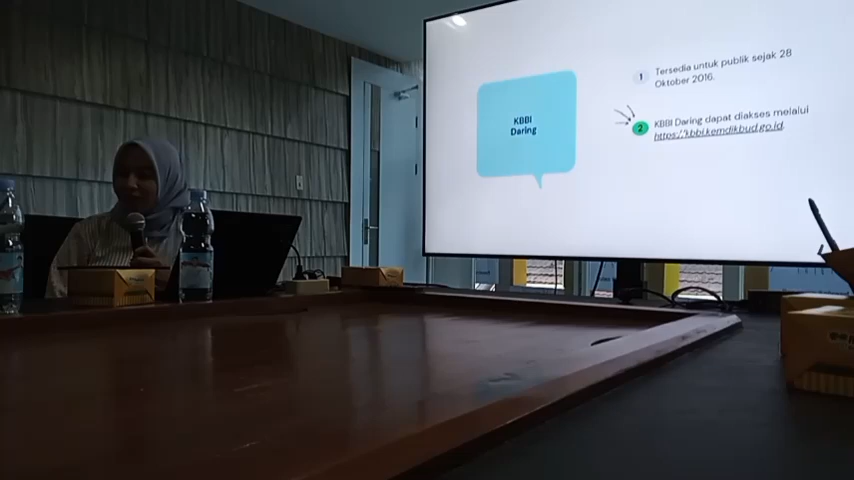 KBBI
Daring
1 Tersedia untuk publik sejak 28
Oktober 2016.
2 KBBI Daring dapat diakses melalui
https://kbbi.kemdikbud.go.id.